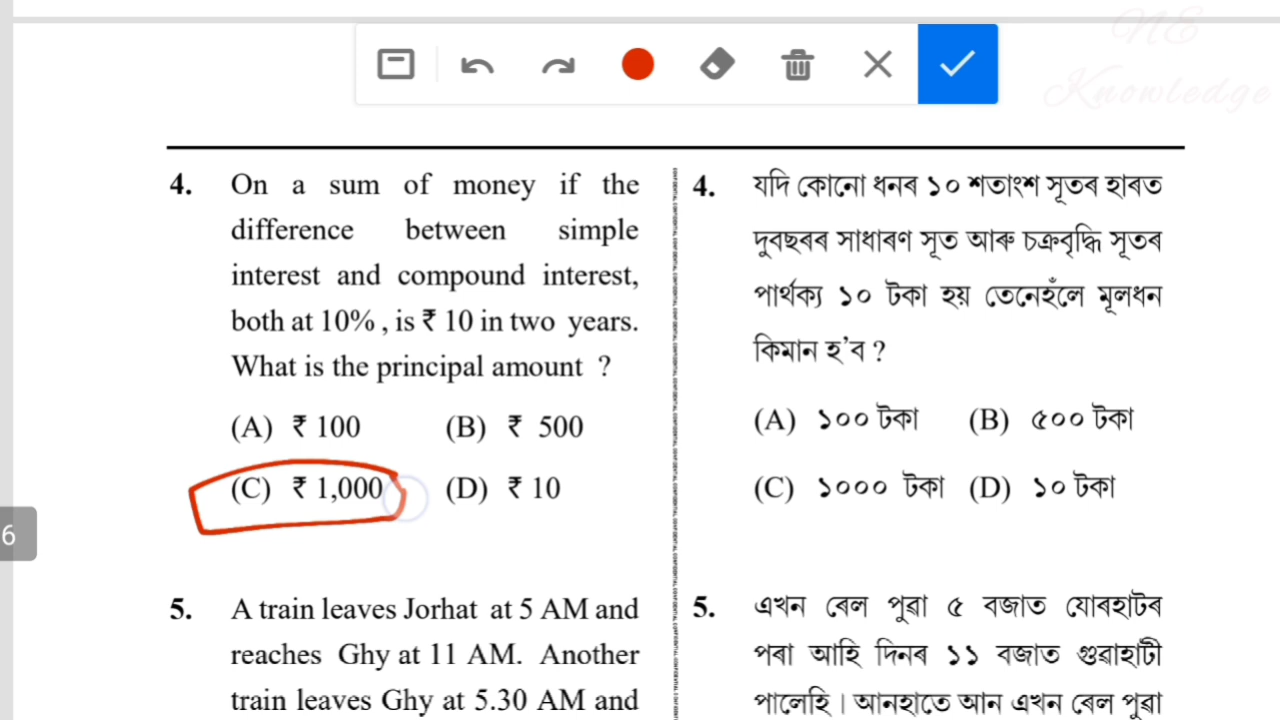 NE
Knowledge
4. On a sum of money if the
difference between simple
interest and compound interest,
both at 10% , is ₹ 10 in two years.
What is the principal amount ?
(A) ₹ 100 (B) ₹ 500
(C) ₹ 1,000 (D) ₹ 10
5. A train leaves Jorhat at 5 AM and
reaches Ghy at 11 AM. Another
train leaves Ghy at 5.30 AM and
4. যদি কোনো ধনৰ ১০ শতাংশ সূতৰ হাৰত
দুবছৰৰ সাধাৰণ সূত আৰু চক্ৰবৃদ্ধি সূতৰ
পাৰ্থক্য ১০ টকা হয় তেনেহঁলে মূলধন
কিমান হ’ব ?
(A) ১০০ টকা (B) ৫০০ টকা
(C) ১০০০ টকা (D) ১০ টকা
5. এখন ৰেল পুৱা ৫ বজাত যোৰহাটৰ
পৰা আহি দিনৰ ১১ বজাত গুৱাহাটী
পালেহি । আনহাতে আন এখন ৰেল পুৱা
6